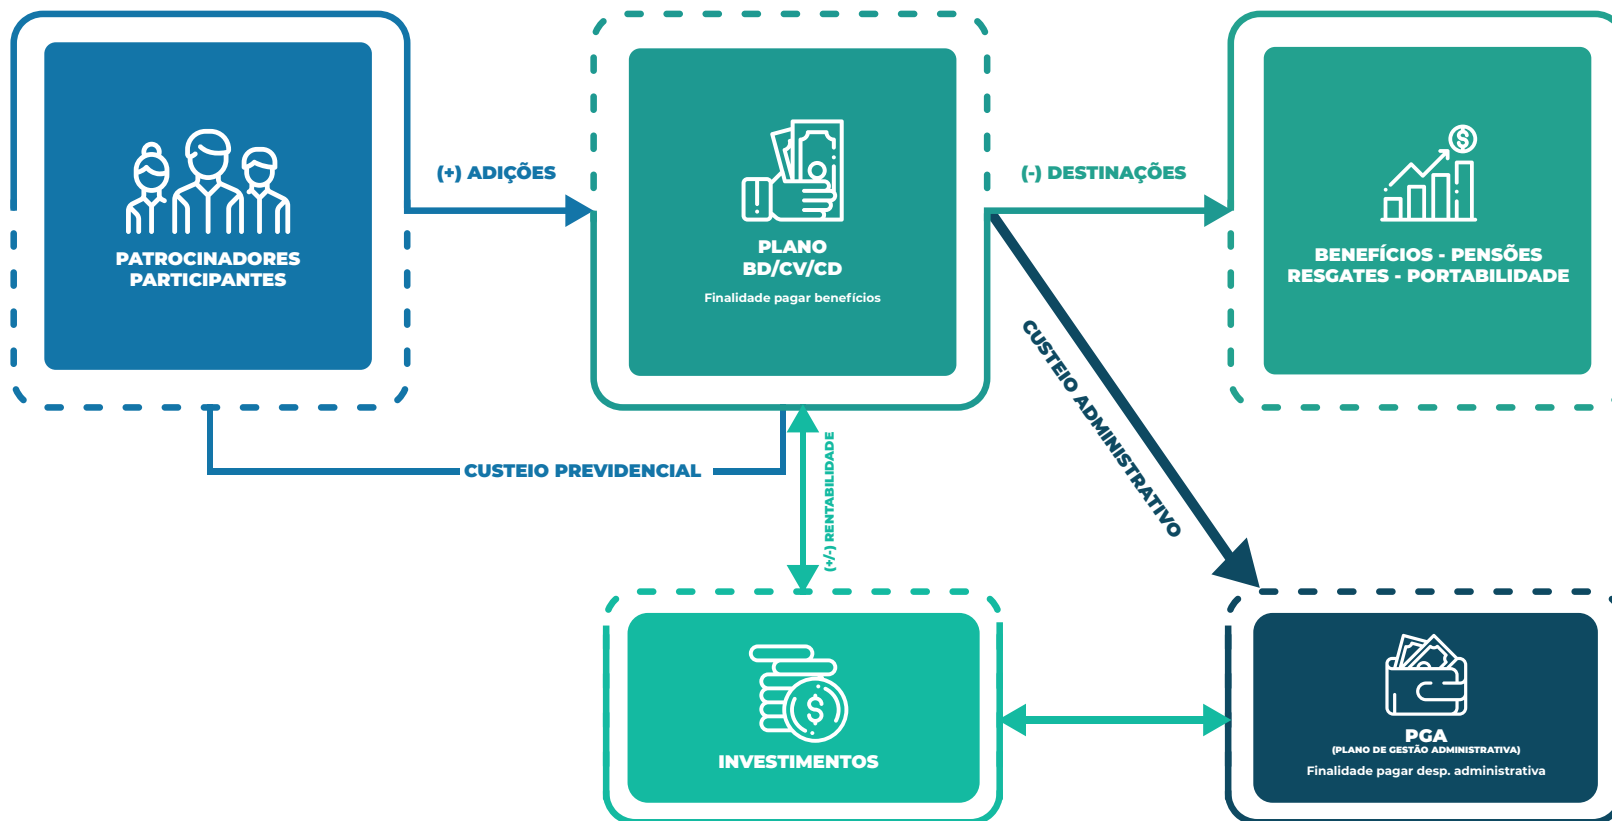 PATROCINADORES
PARTICIPANTES
(+) ADIÇÕES
PLANO
BD/CV/CD
Finalidade pagar benefícios
(-) DESTINAÇÕES
BENEFÍCIOS - PENSÕES
RESGATES - PORTABILIDADE
CUSTEIO PREVIDENCIAL
(+/-) RENTABILIDADE
CUSTEIO ADMINISTRATIVO
INVESTIMENTOS
PGA
(PLANO DE GESTÃO ADMINISTRATIVA)
Finalidade pagar desp. administrativa